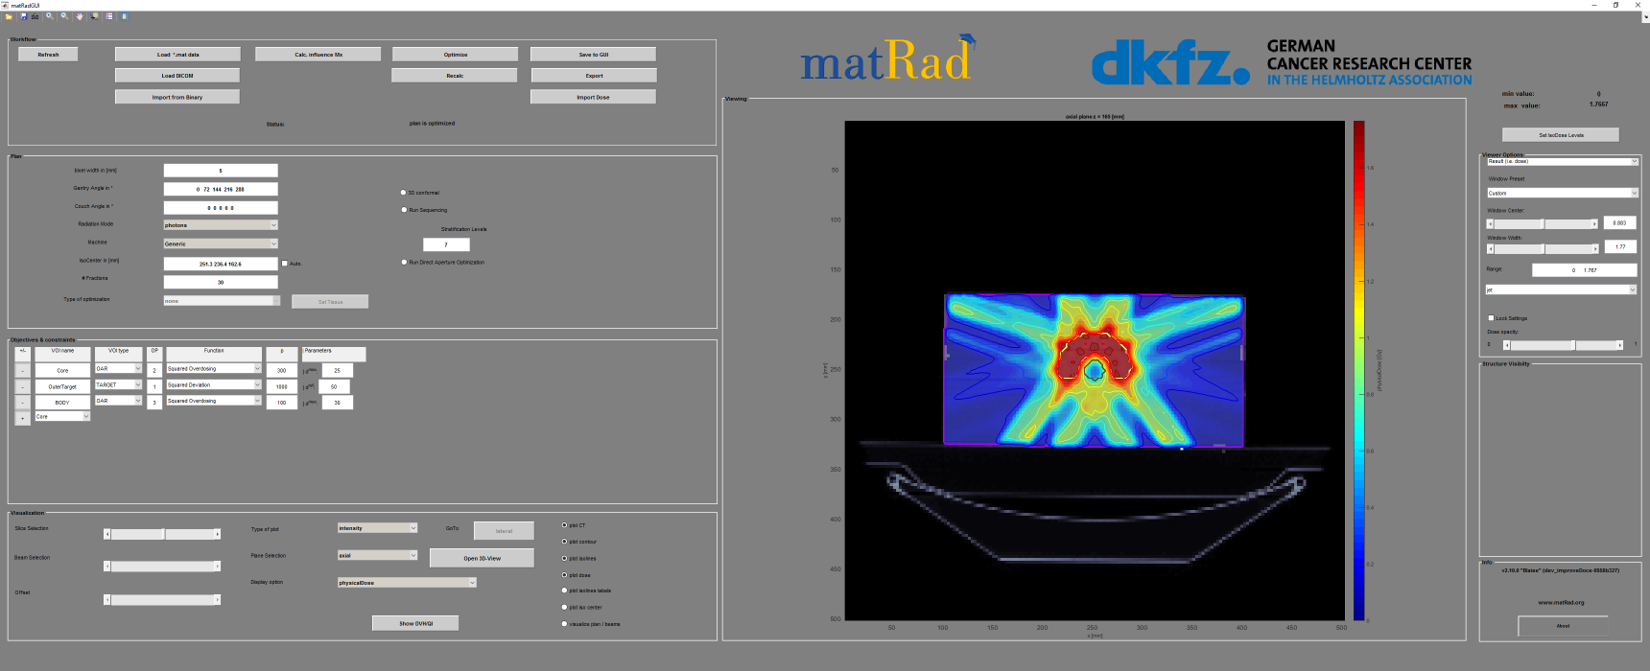 matRadGUI
Workflow
Refresh
Load *.mat data
Calc. influence Mx
Optimize
Save to GUI
Load DICOM
Recalc
Export
Import from Binary
Import Dose
Status:
plan is optimized
Plan
bixel width in [mm]
5
Gantry Angle in °
0 72 144 216 288
Couch Angle in °
0 0 0 0 0
Radiation Mode
photons
Machine
Generic
IsoCenter in [mm]
251.3 236.4 162.6
Auto.
# Fractions
30
Type of optimization
none
Set Tissue
3D conformal
Run Sequencing
Stratification Levels
7
Run Direct Aperture Optimization
Objectives & constraints
+/- VOI name VOI type OP Function p | Parameters
- Core OAR 2 Squared Overdosing 300 25
- OuterTarget TARGET 1 Squared Deviation 1000 50
- BODY OAR 3 Squared Overdosing 100 30
+ Core
Visualization
Slice Selection
Beam Selection
Offset
Type of plot
intensity
GoTo
lateral
Plane Selection
axial
Open 3D-View
Display option
physicalDose
Show DVH/QI
plot CT
plot contour
plot isolines
plot dose
plot isolines labels
plot iso center
visualize plan / beams
matRad
dkfz.
GERMAN
CANCER RESEARCH CENTER
IN THE HELMHOLTZ ASSOCIATION
Viewing
axial plane z = 165 [mm]
50
100
150
200
250
300
350
400
450
500
50 100 150 200 250 300 350 400 450 500
x [mm]
y [mm]
1.6
1.4
1.2
1
0.8
0.6
0.4
0.2
0
physicalDose [Gy]
min value: 0
max value: 1.7667
Set IsoDose Levels
Viewer Options
Result (i.e. dose)
Window Preset
Custom
Window Center:
0.883
Window Width:
1.77
Range:
0 1.767
jet
Lock Settings
Dose opacity:
0 1
Structure Visibility
Info
www.matRad.org
About